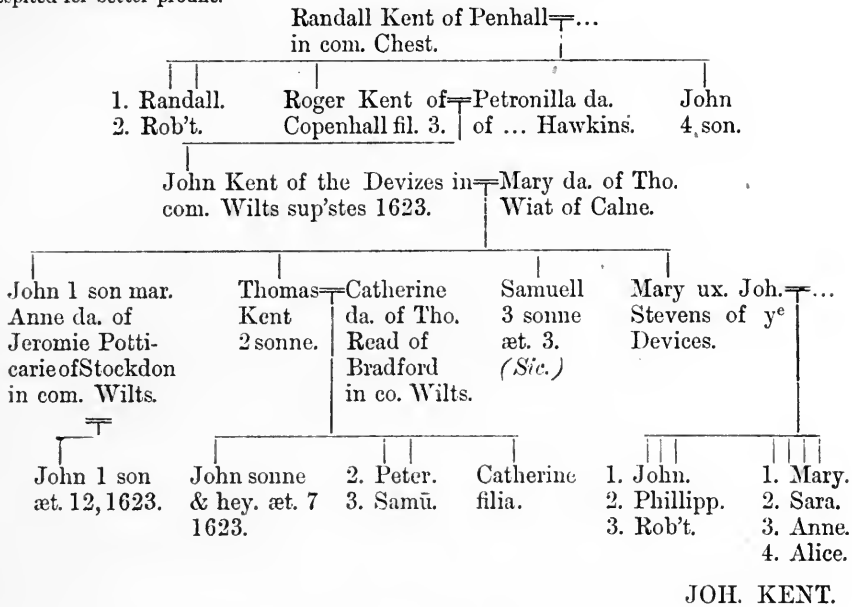 Randall Kent of Penhall=...
in com. Chest.
1. Randall.
2. Rob't.
Roger Kent of=Petronilla da.
Copenhall fil. 3. of ... Hawkins.
John
4 son.
John Kent of the Devizes in=Mary da. of Tho.
com. Wilts sup'stes 1623. Wiat of Calne.
John 1 son mar.
Anne da. of
Jeromie Potti-
carie of Stockdon
in com. Wilts.
Thomas=Catherine
Kent da. of Tho.
2 sonne. Read of
Bradford
in co. Wilts.
Samuell
3 sonne
æt. 3.
(Sic.)
Mary ux. Joh.=...
Stevens of yᵉ
Devices.
John 1 son
æt. 12, 1623.
John sonne
& hey. æt. 7
1623.
2. Peter.
3. Samū.
Catherine
filia.
1. John.
2. Phillipp.
3. Rob't.
1. Mary.
2. Sara.
3. Anne.
4. Alice.
JOH. KENT.